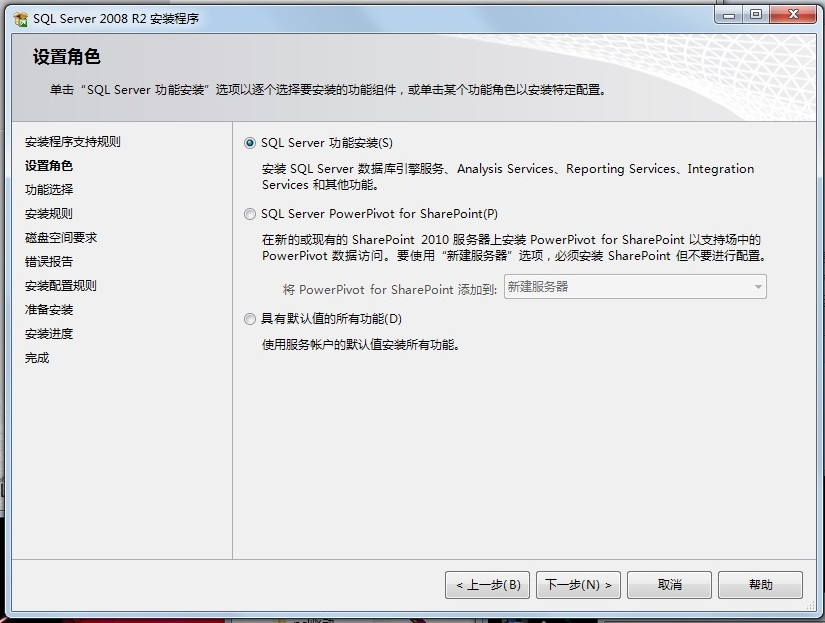 SQL Server 2008 R2 安装程序
设置角色
单击“SQL Server 功能安装”选项以逐个选择要安装的功能组件，或单击某个功能角色以安装特定配置。
安装程序支持规则
设置角色
功能选择
安装规则
磁盘空间要求
错误报告
安装配置规则
准备安装
安装进度
完成
SQL Server 功能安装(S)
安装 SQL Server 数据库引擎服务、Analysis Services、Reporting Services、Integration
Services 和其他功能。
SQL Server PowerPivot for SharePoint(P)
在新的或现有的 SharePoint 2010 服务器上安装 PowerPivot for SharePoint 以支持场中的
PowerPivot 数据访问。要使用“新建服务器”选项，必须安装 SharePoint 但不要进行配置。
将 PowerPivot for SharePoint 添加到: 新建服务器
具有默认值的所有功能(D)
使用服务帐户的默认值安装所有功能。
< 上一步(B) 下一步(N) > 取消 帮助